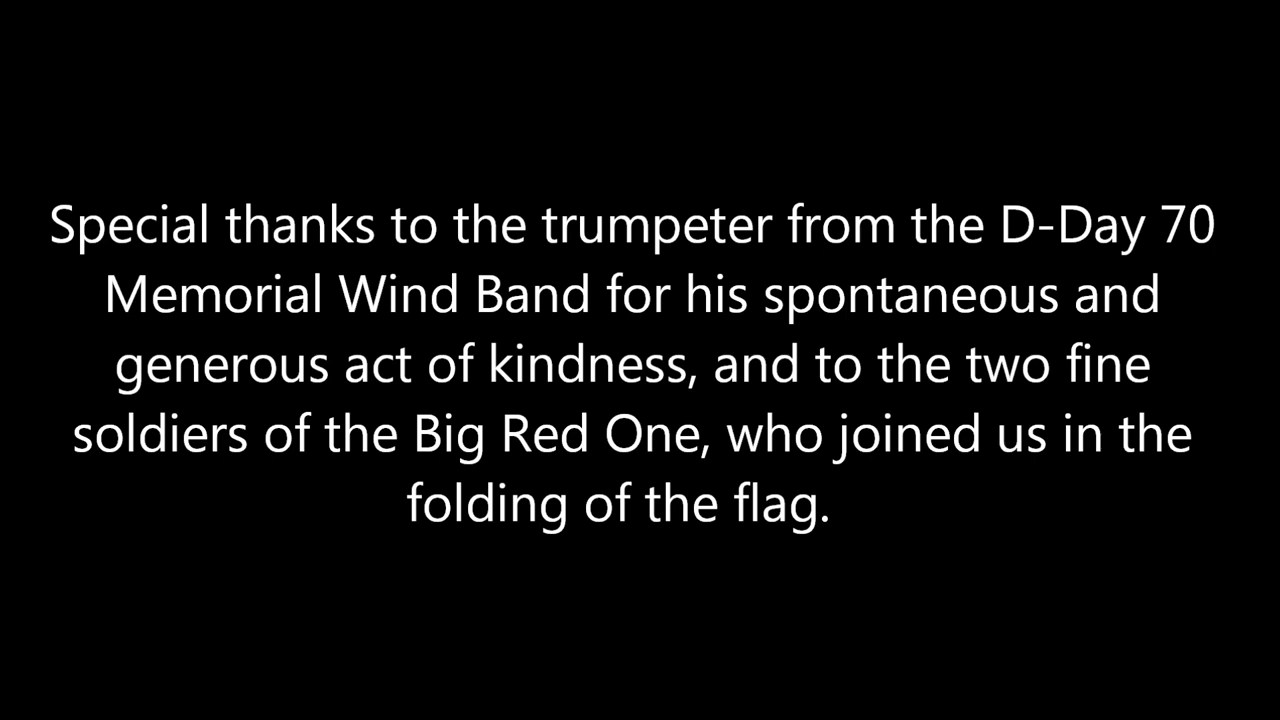 Special thanks to the trumpeter from the D-Day 70
Memorial Wind Band for his spontaneous and
generous act of kindness, and to the two fine
soldiers of the Big Red One, who joined us in the
folding of the flag.